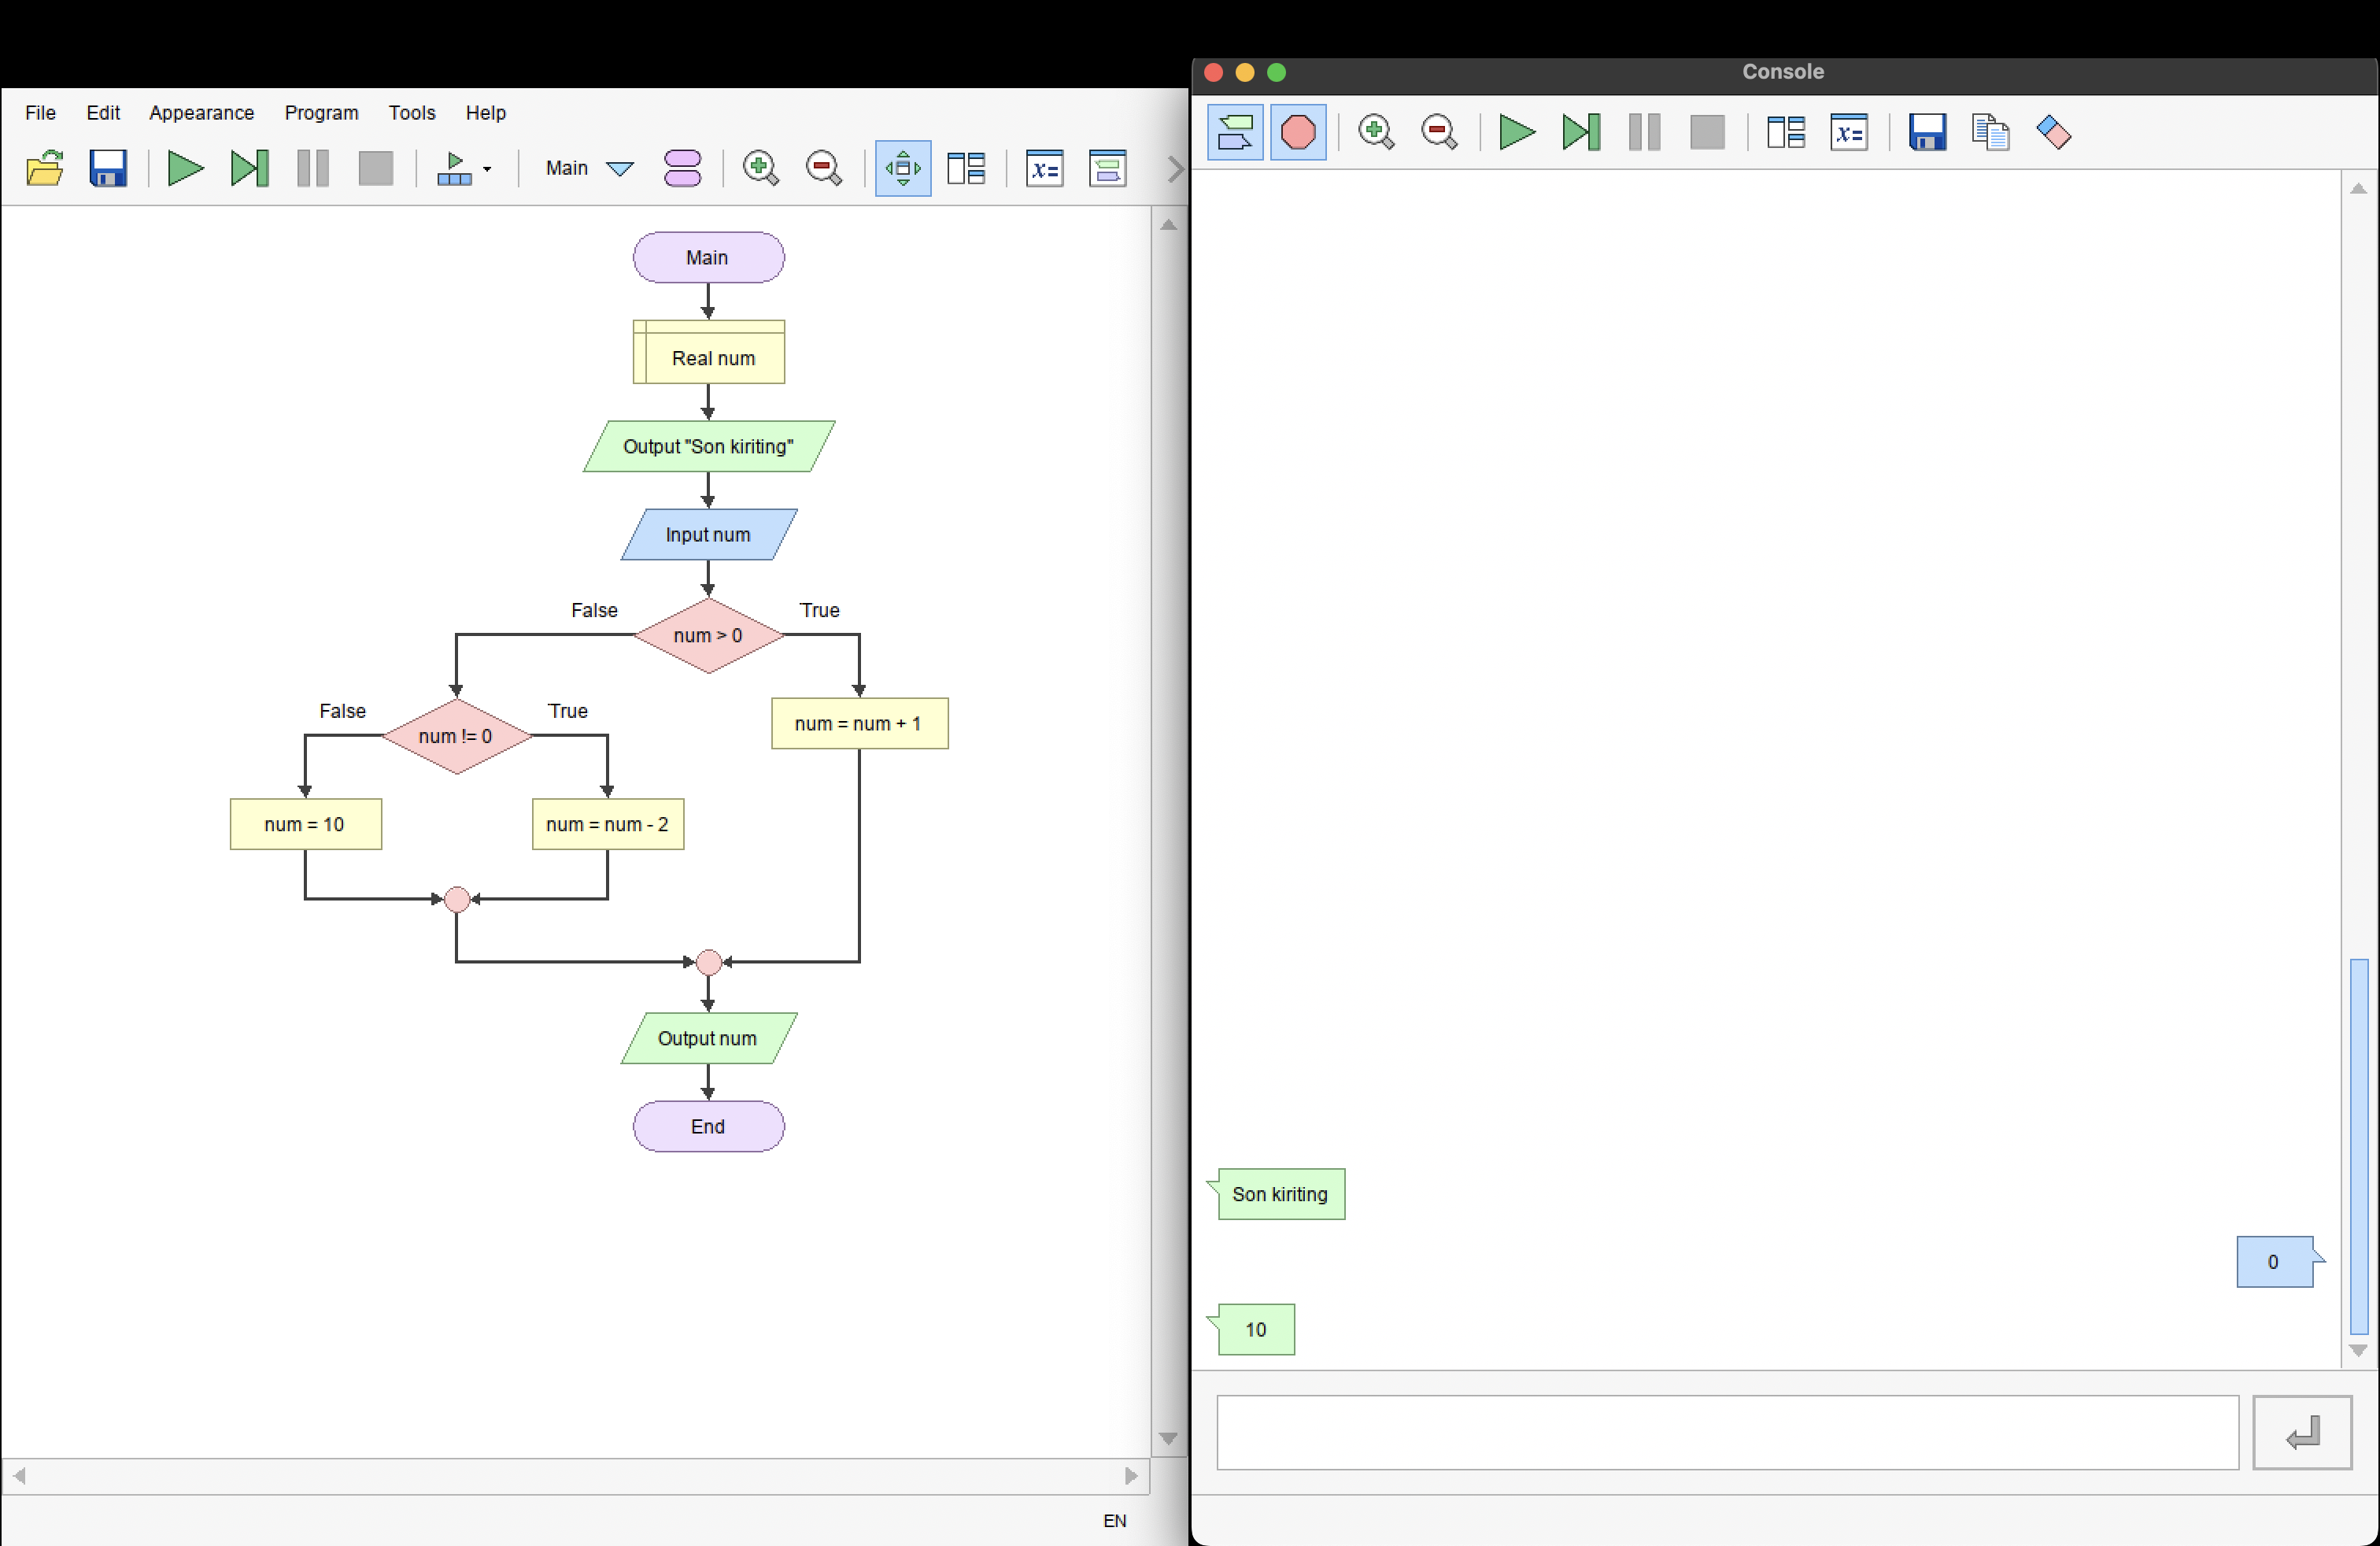 Console
File Edit Appearance Program Tools Help
Main
x=
x=
Main
Real num
Output "Son kiriting"
Input num
False
True
num > 0
False
True
num != 0
num = num + 1
num = 10
num = num - 2
Output num
End
Son kiriting
0
10
EN